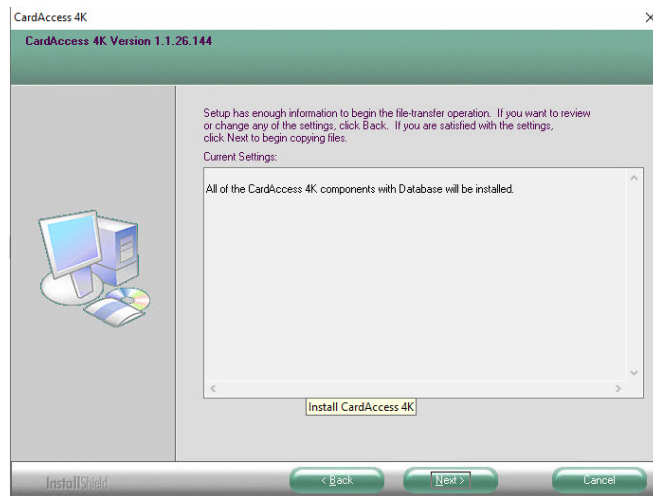 CardAccess 4K
CardAccess 4K Version 1.1.26.144
Setup has enough information to begin the file-transfer operation.  If you want to review
or change any of the settings, click Back.  If you are satisfied with the settings,
click Next to begin copying files.
Current Settings:
All of the CardAccess 4K components with Database will be installed.
Install CardAccess 4K
InstallShield
< Back
Next >
Cancel